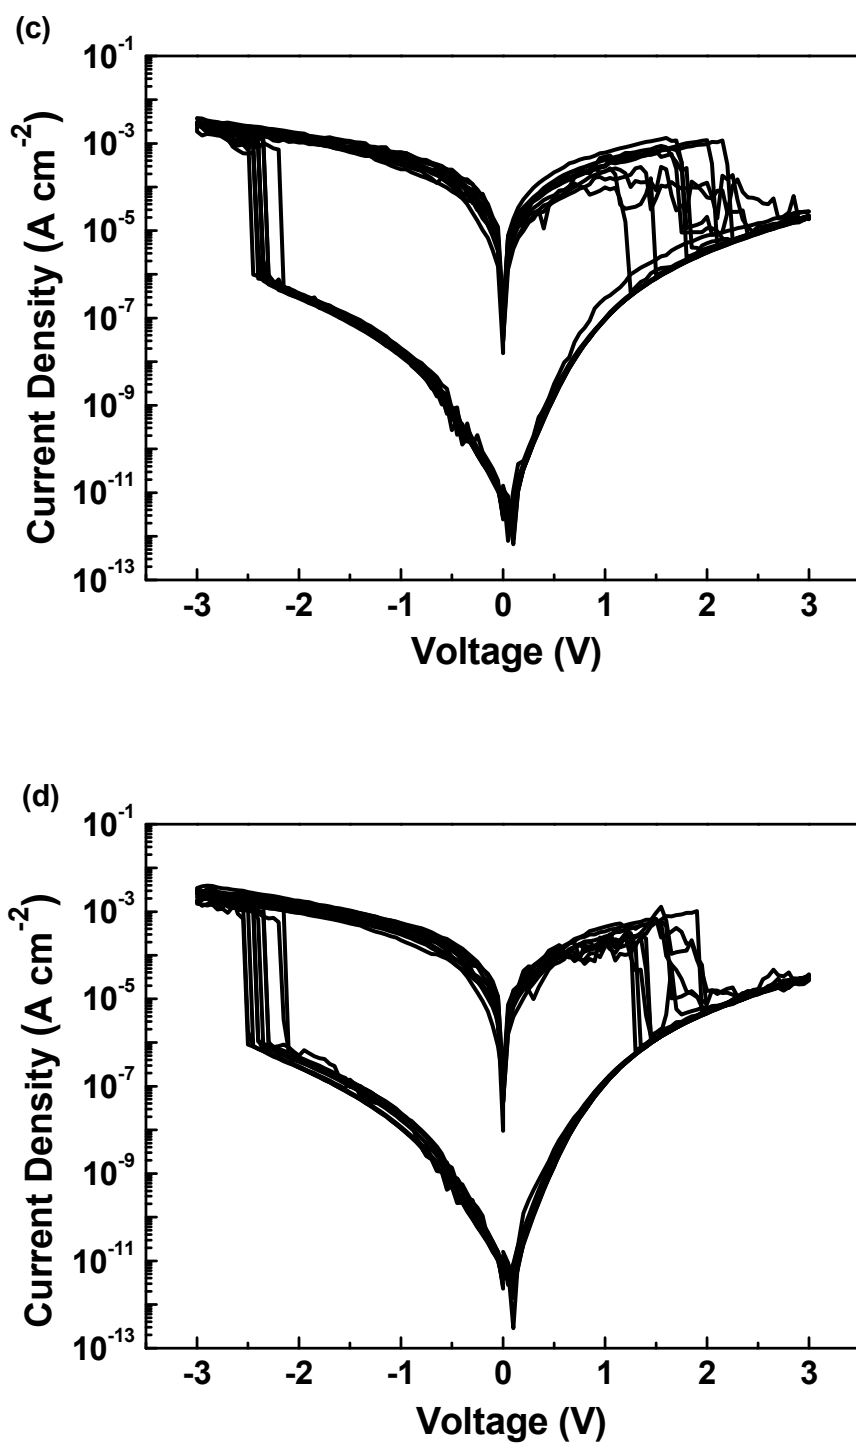 (c)
10^-1
10^-3
10^-5
10^-7
10^-9
10^-11
10^-13
Current Density (A cm^-2)
-3 -2 -1 0 1 2 3
Voltage (V)
(d)
10^-1
10^-3
10^-5
10^-7
10^-9
10^-11
10^-13
Current Density (A cm^-2)
-3 -2 -1 0 1 2 3
Voltage (V)